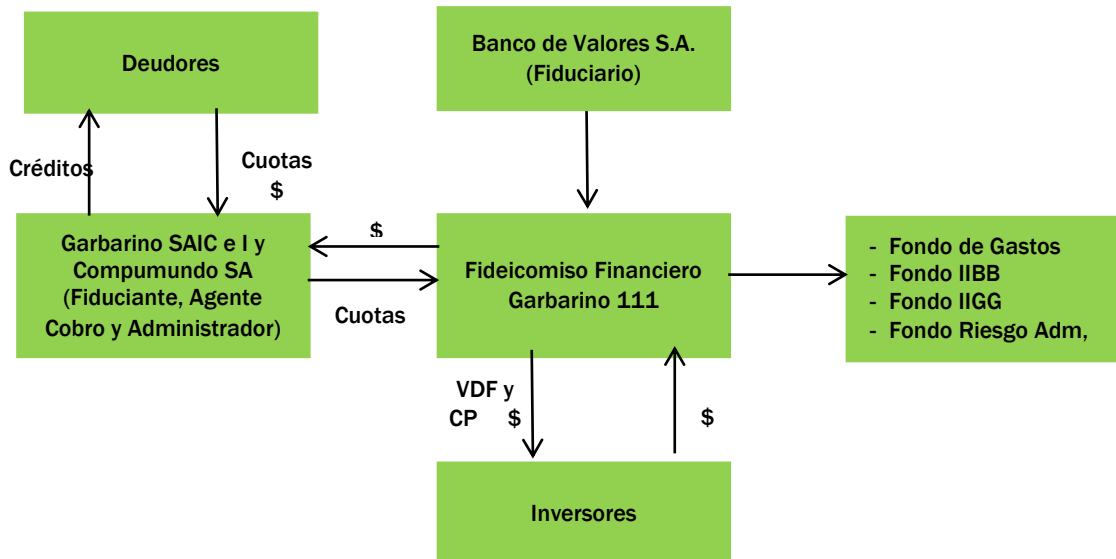 Deudores
Banco de Valores S.A.
(Fiduciario)
Créditos
Cuotas
$
Garbarino SAIC e I y
Compumundo SA
(Fiduciante, Agente
Cobro y Administrador)
$
Cuotas
Fideicomiso Financiero
Garbarino 111
- Fondo de Gastos
- Fondo IIBB
- Fondo IIGG
- Fondo Riesgo Adm,
VDF y
CP $
$
Inversores